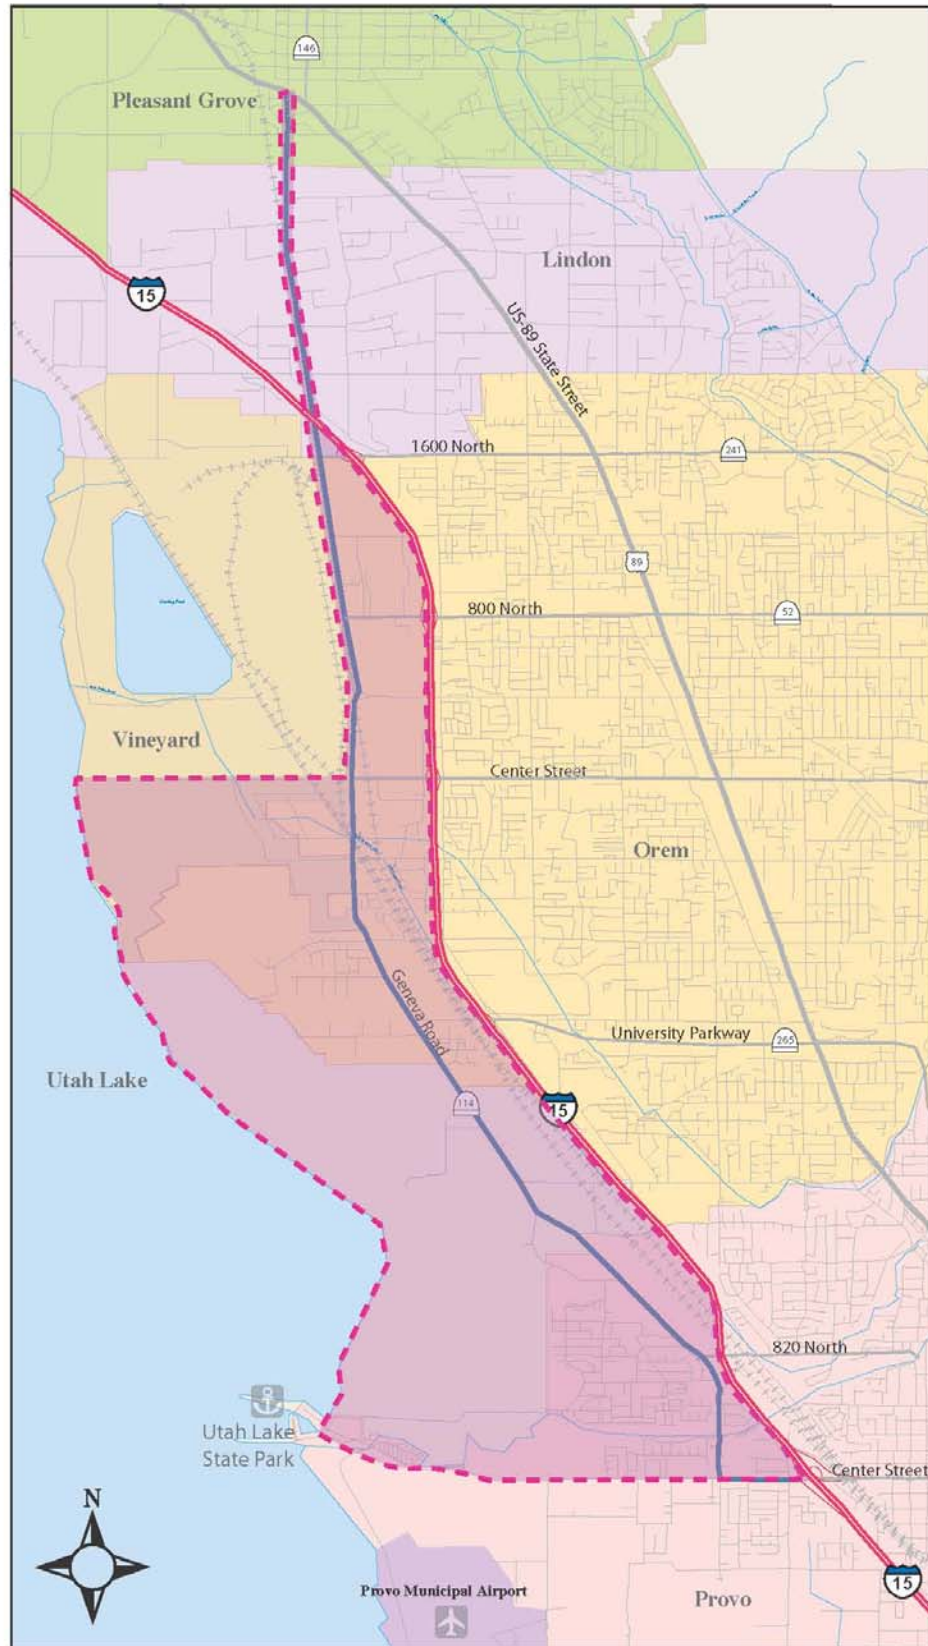 146
Pleasant Grove
Lindon
15
US-89 State Street
1600 North
241
89
800 North
52
Vineyard
Center Street
Orem
Geneva Road
University Parkway
265
Utah Lake
114
15
820 North
Utah Lake
State Park
Center Street
N
Provo Municipal Airport
15
Provo